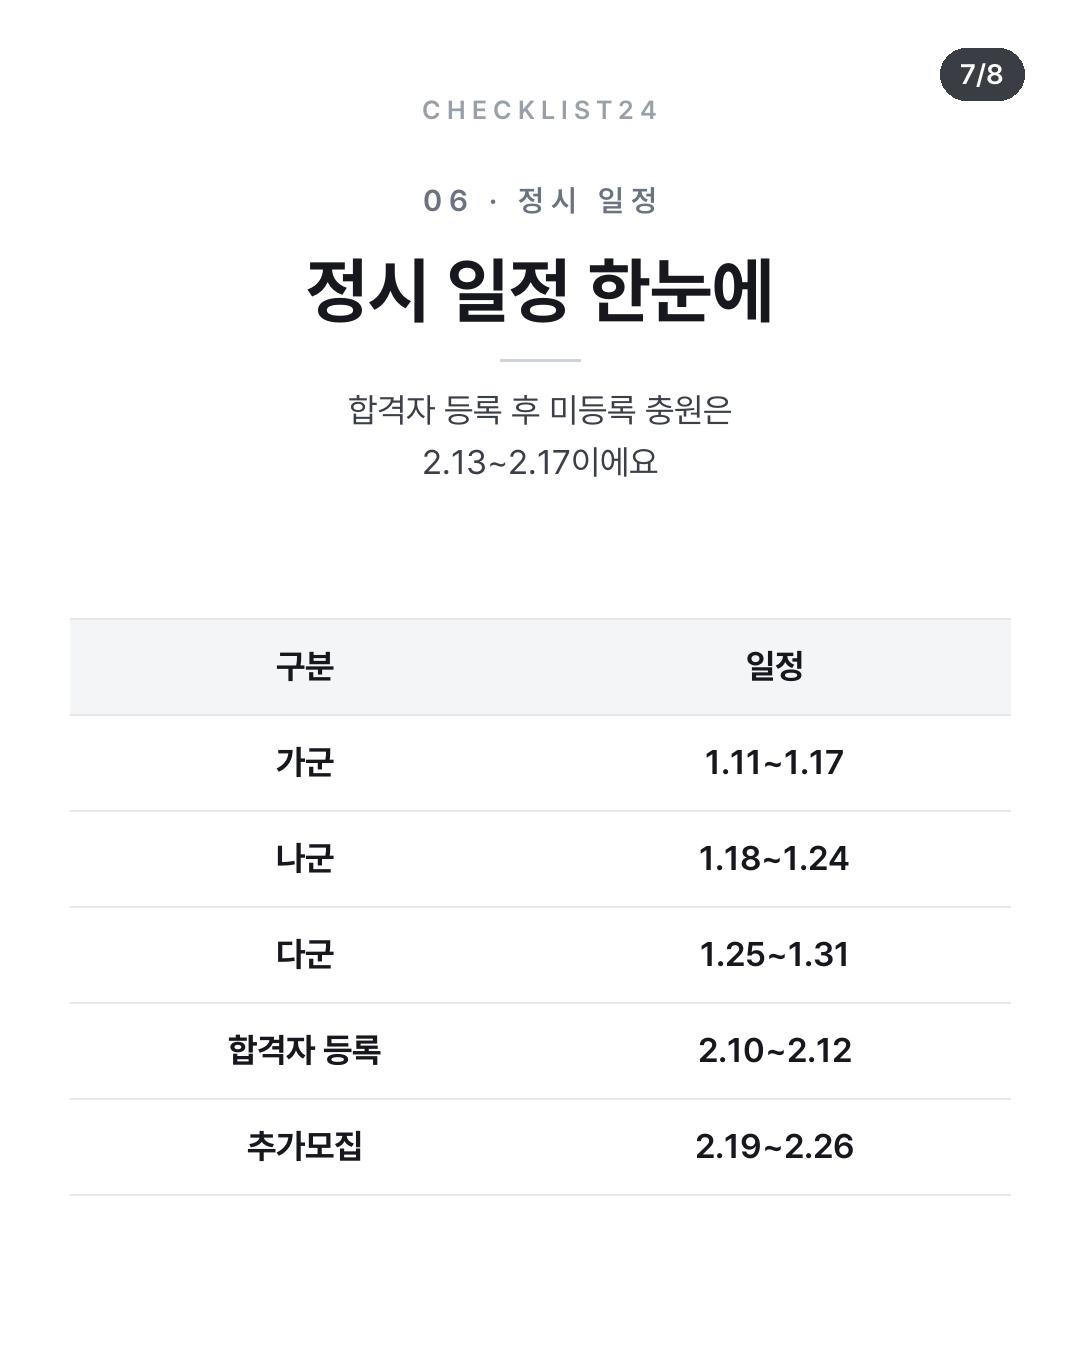 7/8
CHECKLIST24
06 · 정시 일정
정시 일정 한눈에
합격자 등록 후 미등록 충원은
2.13~2.17이에요
구분 일정
가군 1.11~1.17
나군 1.18~1.24
다군 1.25~1.31
합격자 등록 2.10~2.12
추가모집 2.19~2.26